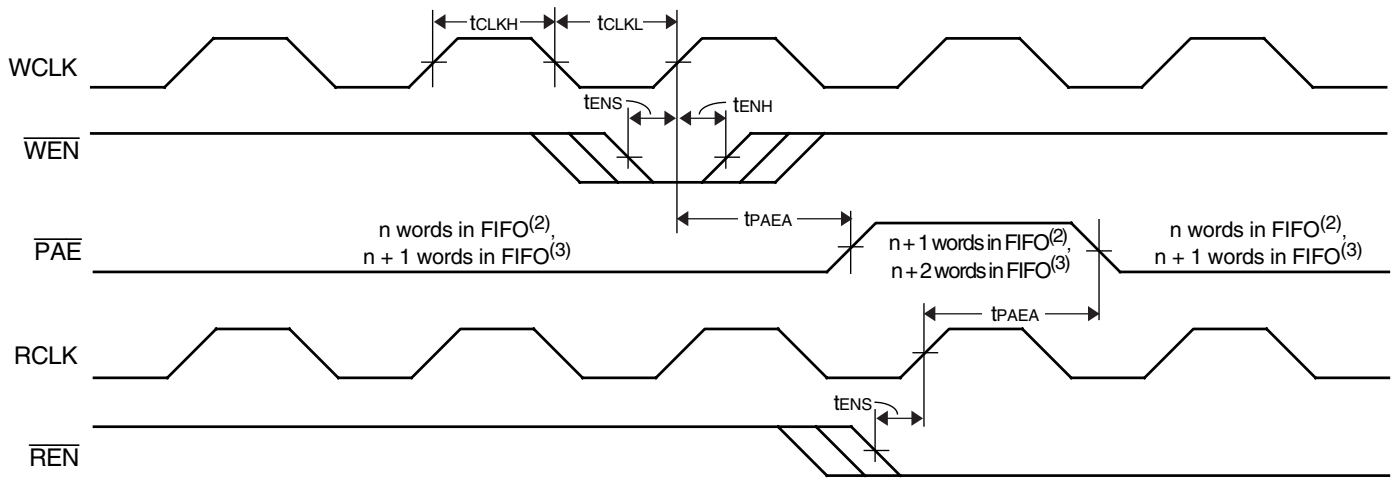 tCLKH
tCLKL
WCLK
tENS
tENH
WEN
tPAEA
PAE
n words in FIFO(2),
n + 1 words in FIFO(3)
n + 1 words in FIFO(2),
n + 2 words in FIFO(3)
n words in FIFO(2),
n + 1 words in FIFO(3)
tPAEA
RCLK
tENS
REN